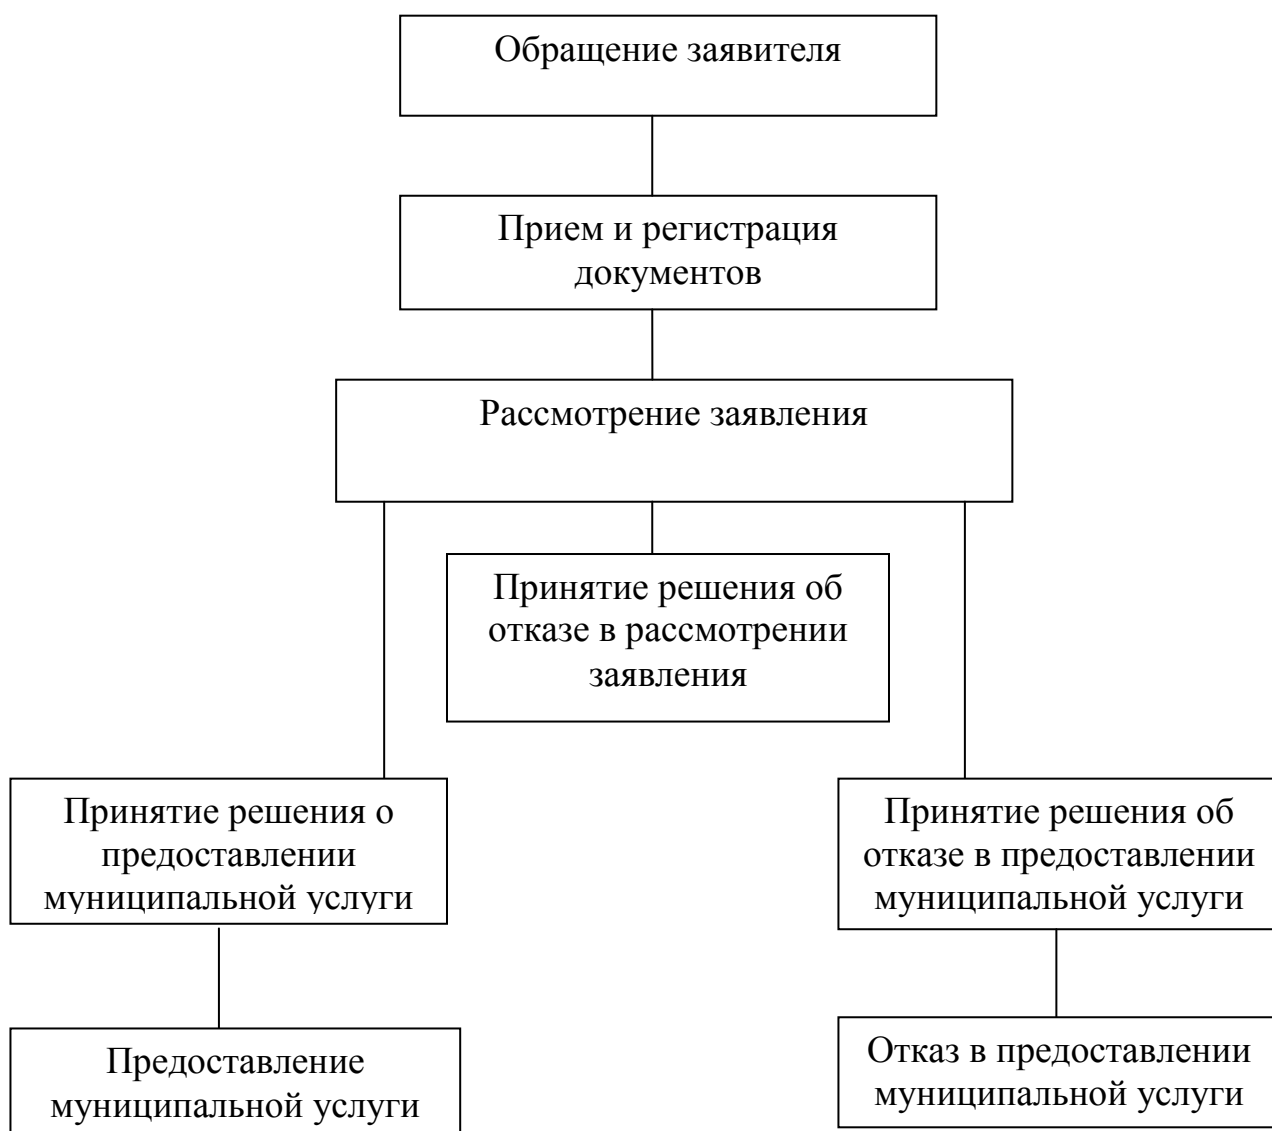 Обращение заявителя
Прием и регистрация
документов
Рассмотрение заявления
Принятие решения об
отказе в рассмотрении
заявления
Принятие решения о
предоставлении
муниципальной услуги
Принятие решения об
отказе в предоставлении
муниципальной услуги
Предоставление
муниципальной услуги
Отказ в предоставлении
муниципальной услуги